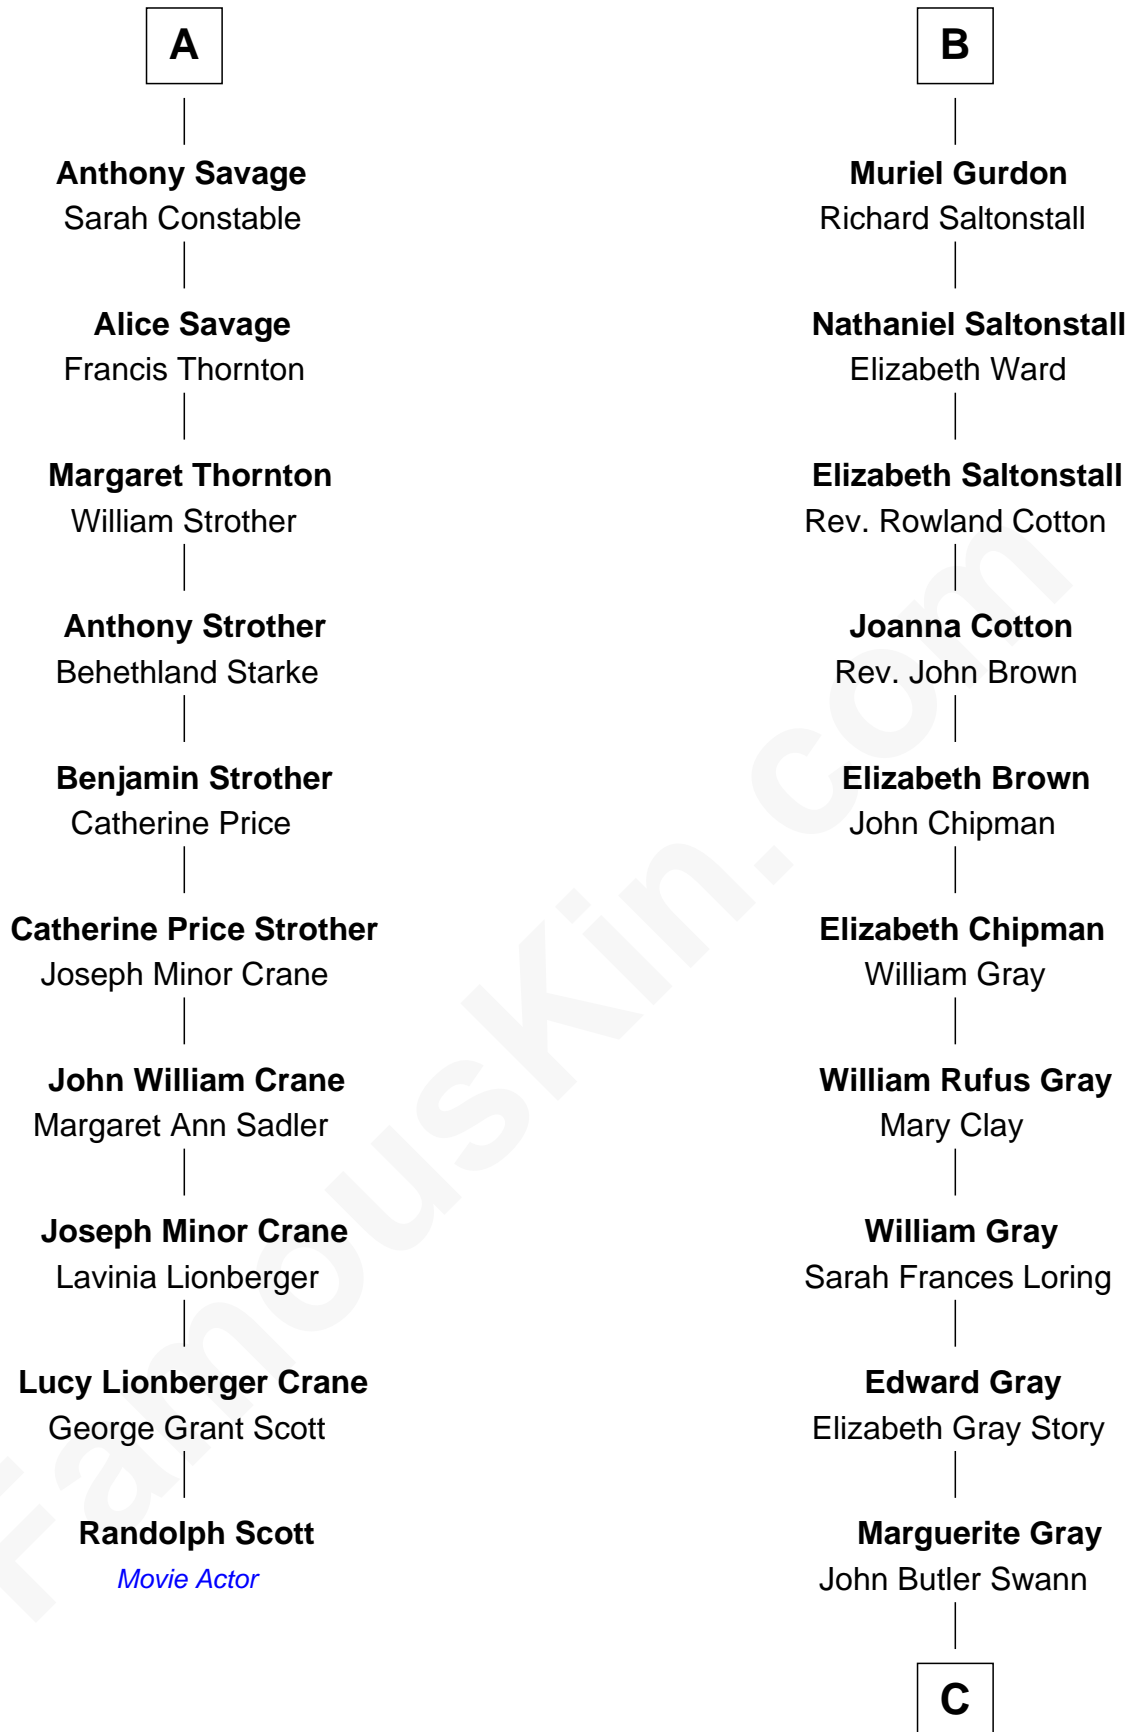 A
Anthony Savage
Sarah Constable
Alice Savage
Francis Thornton
Margaret Thornton
William Strother
Anthony Strother
Behethland Starke
Benjamin Strother
Catherine Price
Catherine Price Strother
Joseph Minor Crane
John William Crane
Margaret Ann Sadler
Joseph Minor Crane
Lavinia Lionberger
Lucy Lionberger Crane
George Grant Scott
Randolph Scott
Movie Actor
B
Muriel Gurdon
Richard Saltonstall
Nathaniel Saltonstall
Elizabeth Ward
Elizabeth Saltonstall
Rev. Rowland Cotton
Joanna Cotton
Rev. John Brown
Elizabeth Brown
John Chipman
Elizabeth Chipman
William Gray
William Rufus Gray
Mary Clay
William Gray
Sarah Frances Loring
Edward Gray
Elizabeth Gray Story
Marguerite Gray
John Butler Swann
C
FamousKin.com